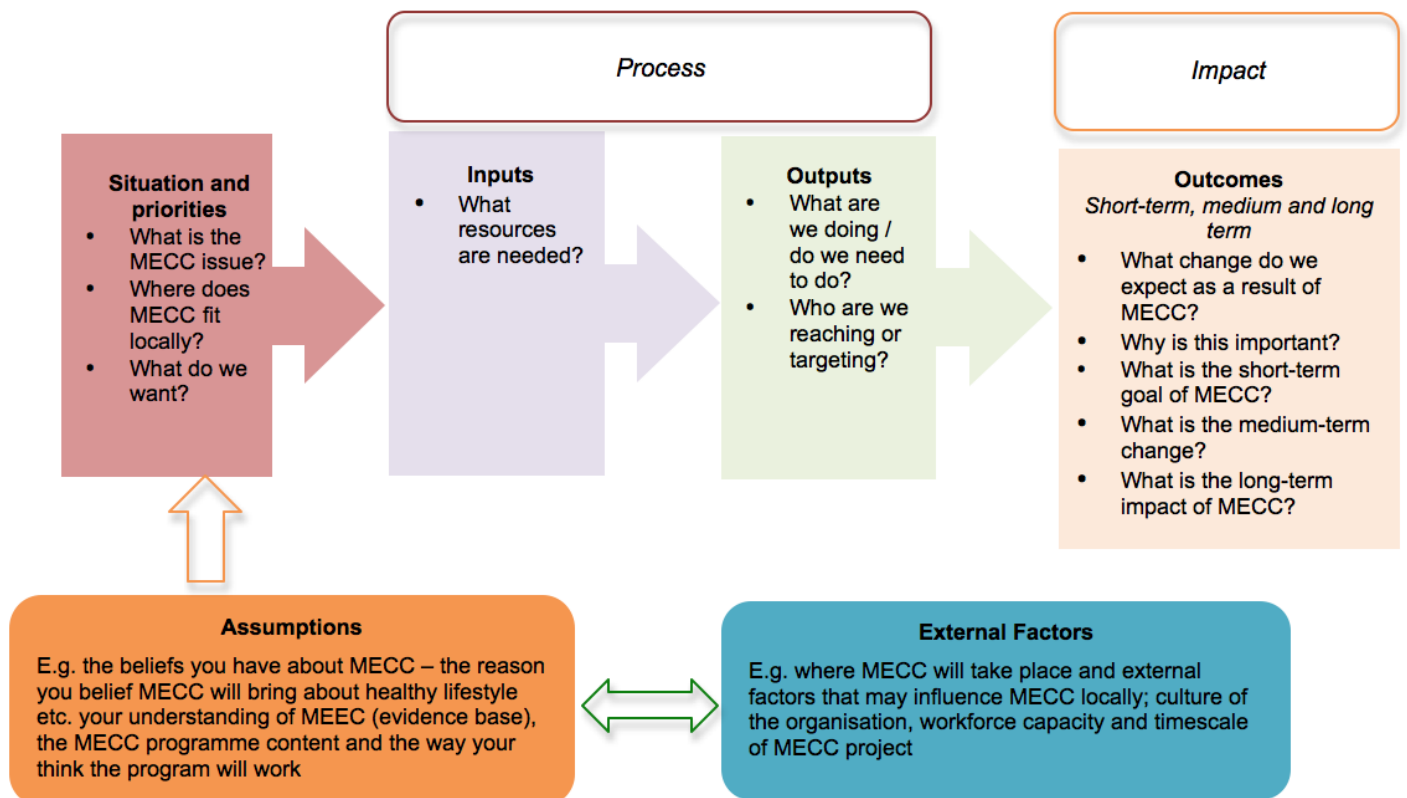 Process
Impact
Situation and
priorities
• What is the
MECC issue?
• Where does
MECC fit
locally?
• What do we
want?
Inputs
• What
resources
are needed?
Outputs
• What are
we doing /
do we need
to do?
• Who are we
reaching or
targeting?
Outcomes
Short-term, medium and long
term
• What change do we
expect as a result of
MECC?
• Why is this important?
• What is the short-term
goal of MECC?
• What is the medium-term
change?
• What is the long-term
impact of MECC?
Assumptions
E.g. the beliefs you have about MECC – the reason
you belief MECC will bring about healthy lifestyle
etc. your understanding of MEEC (evidence base),
the MECC programme content and the way your
think the program will work
External Factors
E.g. where MECC will take place and external
factors that may influence MECC locally; culture of
the organisation, workforce capacity and timescale
of MECC project